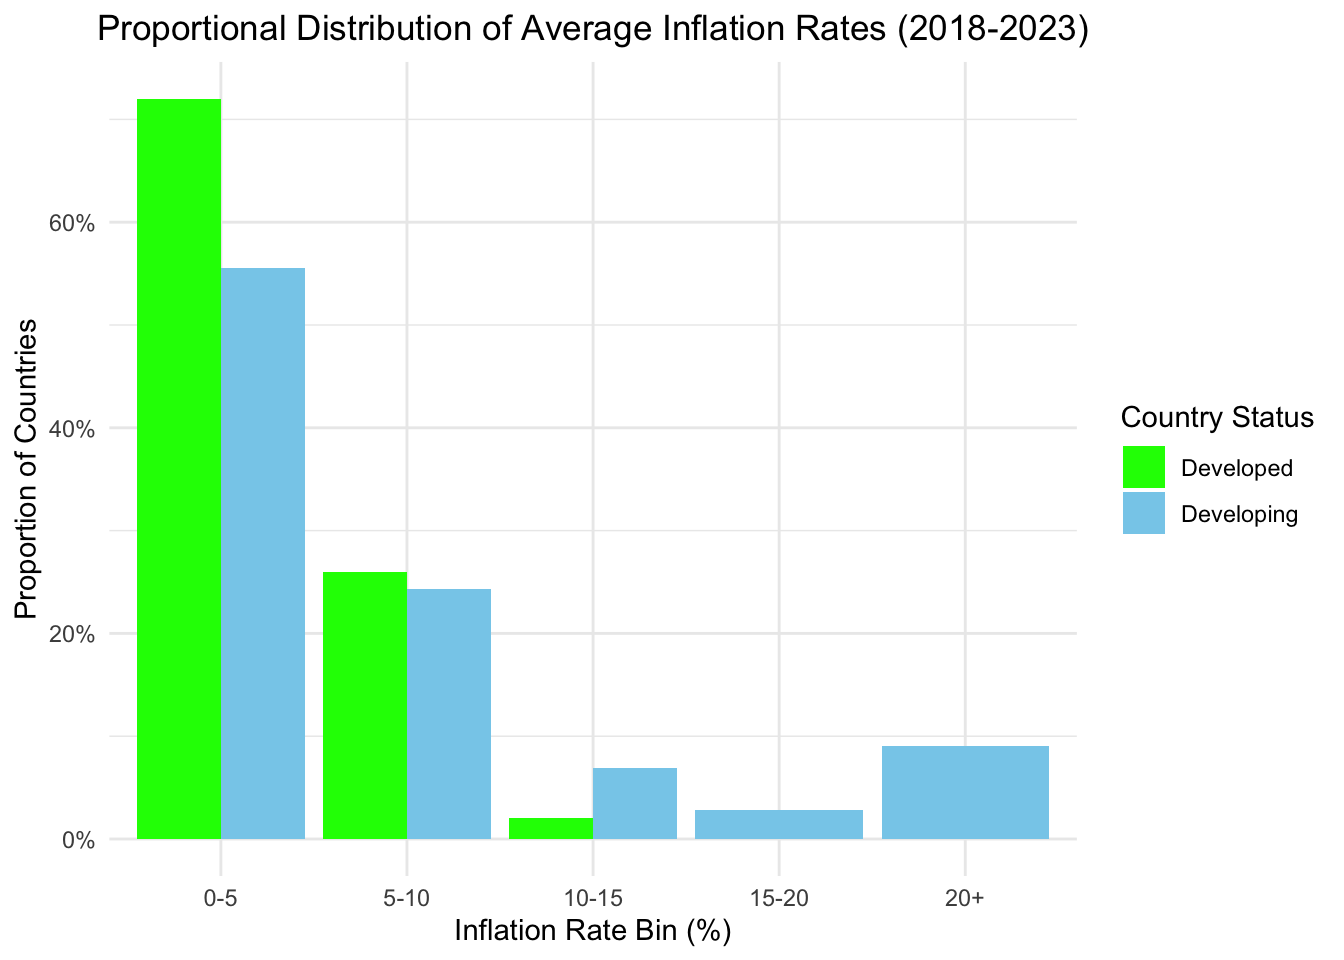 Proportional Distribution of Average Inflation Rates (2018-2023)
Proportion of Countries
60%
40%
20%
0%
0-5
5-10
10-15
15-20
20+
Inflation Rate Bin (%)
Country Status
Developed
Developing